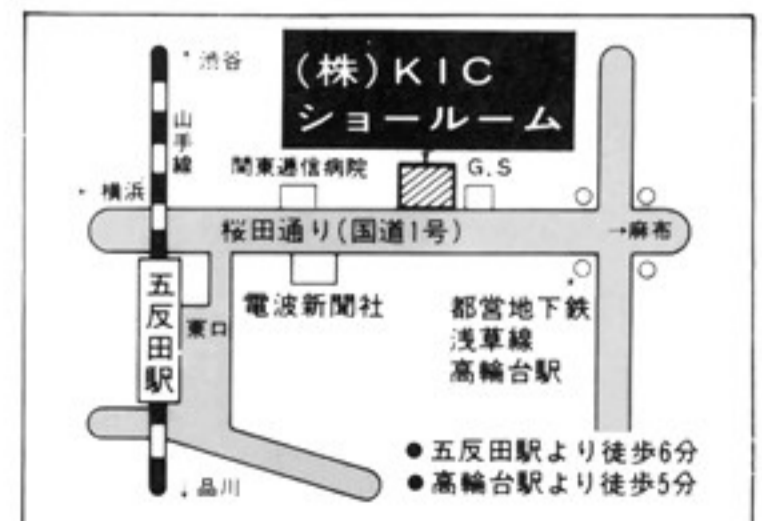 渋谷
(株)KIC
ショールーム
山手線
関東逓信病院
G.S
横浜
桜田通り(国道1号)
→麻布
五反田駅
東口
電波新聞社
都営地下鉄
浅草線
高輪台駅
●五反田駅より徒歩6分
●高輪台駅より徒歩5分
↓品川